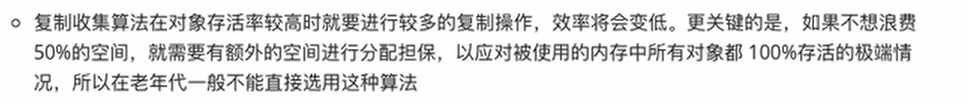 复制收集算法在对象存活率较高时就要进行较多的复制操作，效率将会变低。更关键的是，如果不想浪费
50%的空间，就需要有额外的空间进行分配担保，以应对被使用的内存中所有对象都 100%存活的极端情
况，所以在老年代一般不能直接选用这种算法